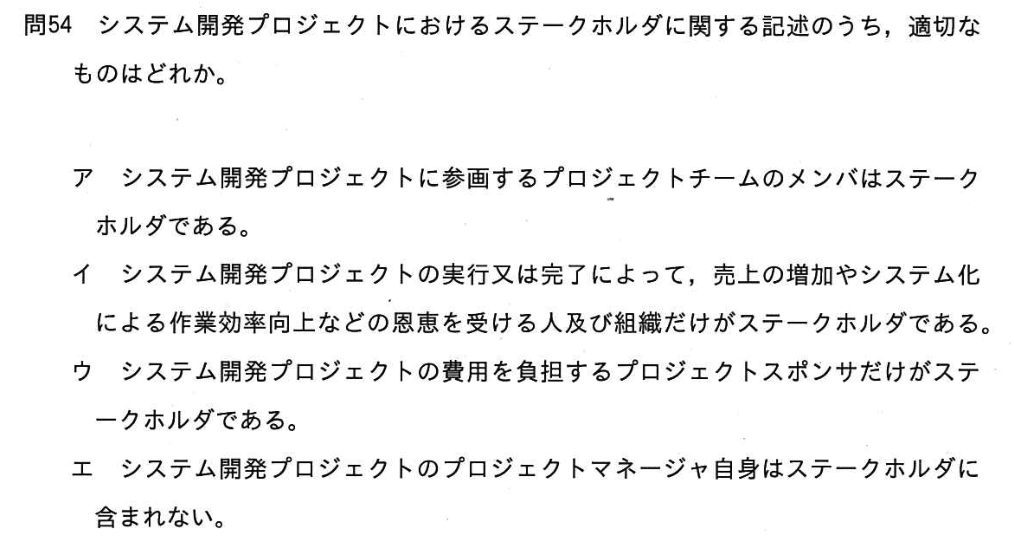 問54 システム開発プロジェクトにおけるステークホルダに関する記述のうち，適切な
ものはどれか。
ア システム開発プロジェクトに参画するプロジェクトチームのメンバはステーク
ホルダである。
イ システム開発プロジェクトの実行又は完了によって，売上の増加やシステム化
による作業効率向上などの恩恵を受ける人及び組織だけがステークホルダである。
ウ システム開発プロジェクトの費用を負担するプロジェクトスポンサだけがステ
ークホルダである。
エ システム開発プロジェクトのプロジェクトマネージャ自身はステークホルダに
含まれない。